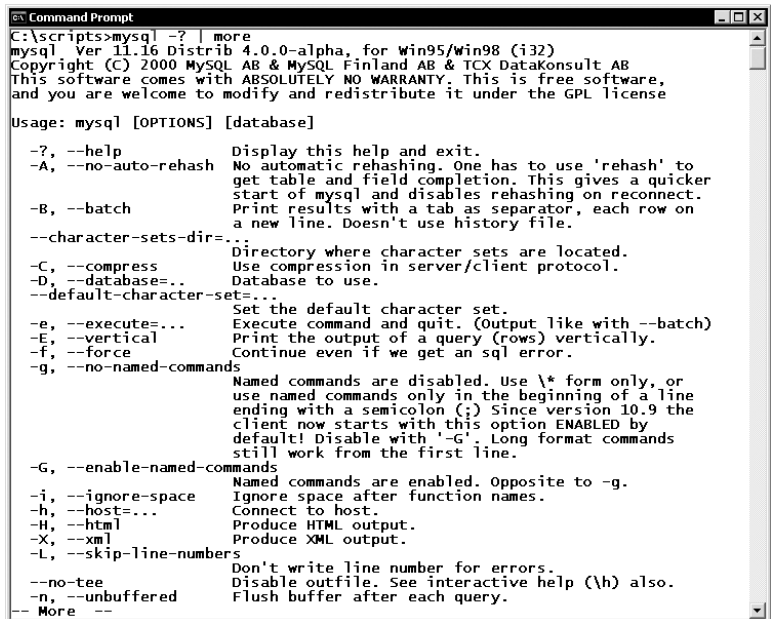 Command Prompt
C:\scripts>mysql -? | more
mysql  Ver 11.16 Distrib 4.0.0-alpha, for Win95/Win98 (i32)
Copyright (C) 2000 MySQL AB & MySQL Finland AB & TCX DataKonsult AB
This software comes with ABSOLUTELY NO WARRANTY. This is free software,
and you are welcome to modify and redistribute it under the GPL license

Usage: mysql [OPTIONS] [database]

  -?, --help            Display this help and exit.
  -A, --no-auto-rehash  No automatic rehashing. One has to use 'rehash' to
                        get table and field completion. This gives a quicker
                        start of mysql and disables rehashing on reconnect.
  -B, --batch           Print results with a tab as separator, each row on
                        a new line. Doesn't use history file.
  --character-sets-dir=...
                        Directory where character sets are located.
  -C, --compress        Use compression in server/client protocol.
  -D, --database=..     Database to use.
  --default-character-set=...
                        Set the default character set.
  -e, --execute=...     Execute command and quit. (Output like with --batch)
  -E, --vertical        Print the output of a query (rows) vertically.
  -f, --force           Continue even if we get an sql error.
  -g, --no-named-commands
                        Named commands are disabled. Use \* form only, or
                        use named commands only in the beginning of a line
                        ending with a semicolon (;) Since version 10.9 the
                        client now starts with this option ENABLED by
                        default! Disable with '-G'. Long format commands
                        still work from the first line.
  -G, --enable-named-commands
                        Named commands are enabled. Opposite to -g.
  -i, --ignore-space    Ignore space after function names.
  -h, --host=...        Connect to host.
  -H, --html            Produce HTML output.
  -X, --xml             Produce XML output.
  -L, --skip-line-numbers
                        Don't write line number for errors.
  --no-tee              Disable outfile. See interactive help (\h) also.
  -n, --unbuffered      Flush buffer after each query.
-- More  --